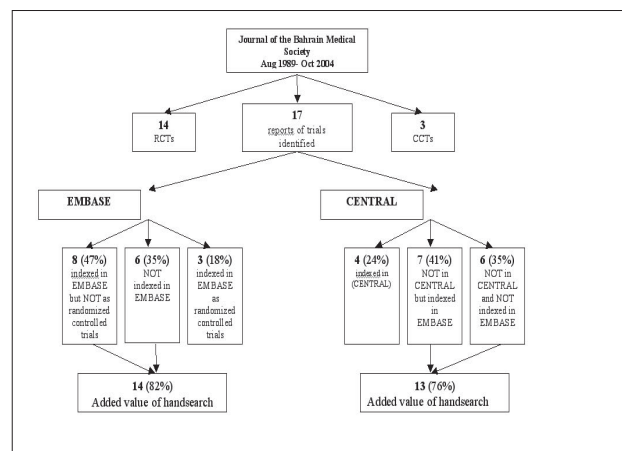 Journal of the Bahrain Medical
Society
Aug 1989- Oct 2004
14
RCTs
17
reports of trials
identified
3
CCTs
EMBASE
CENTRAL
8 (47%)
indexed in
EMBASE
but NOT as
randomized
controlled
trials
6 (35%)
NOT
indexed in
EMBASE
3 (18%)
indexed in
EMBASE
as
randomized
controlled
trials
4 (24%)
indexed in
(CENTRAL)
7 (41%)
NOT in
CENTRAL
but indexed
in
EMBASE
6 (35%)
NOT in
CENTRAL
and NOT
indexed in
EMBASE
14 (82%)
Added value of handsearch
13 (76%)
Added value of handsearch